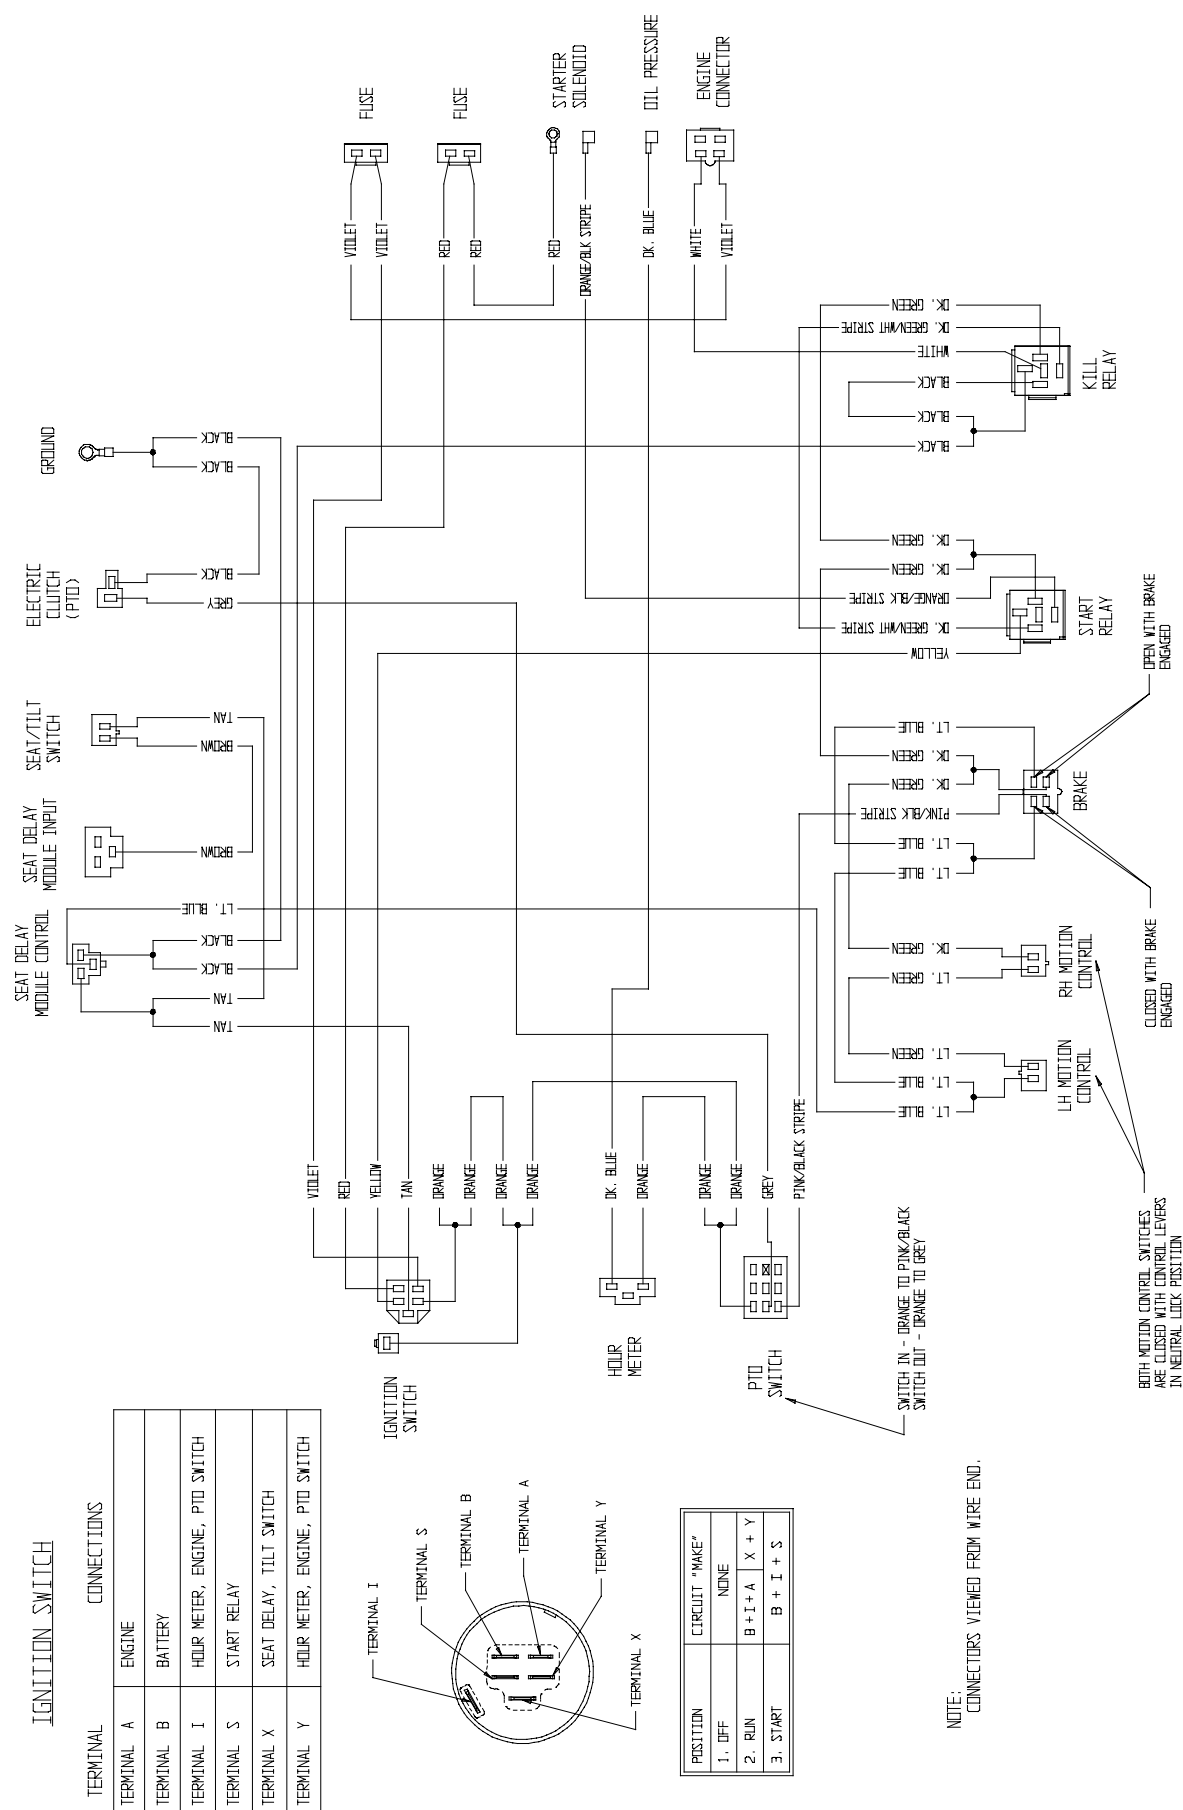 IGNITION SWITCH
TERMINAL CONNECTIONS
TERMINAL A ENGINE
TERMINAL B BATTERY
TERMINAL I HOUR METER, ENGINE, PTO SWITCH
TERMINAL S START RELAY
TERMINAL X SEAT DELAY, TILT SWITCH
TERMINAL Y HOUR METER, ENGINE, PTO SWITCH
TERMINAL I
TERMINAL S
TERMINAL B
TERMINAL A
TERMINAL Y
TERMINAL X
POSITION CIRCUIT "MAKE"
1. OFF NONE
2. RUN B+I+A X + Y
3. START B + I + S
NOTE:
CONNECTORS VIEWED FROM WIRE END.
SEAT DELAY
MODULE CONTROL
SEAT DELAY
MODULE INPUT
SEAT/TILT
SWITCH
ELECTRIC
CLUTCH
(PTO)
GROUND
TAN
TAN
BLACK
BLACK
LT. BLUE
BROWN
BROWN
TAN
GREY
BLACK
BLACK
BLACK
FUSE
FUSE
STARTER
SOLENOID
OIL PRESSURE
ENGINE
CONNECTOR
VIOLET
VIOLET
RED
RED
RED
ORANGE/BLK STRIPE
DK. BLUE
WHITE
VIOLET
IGNITION
SWITCH
VIOLET
RED
YELLOW
TAN
ORANGE
ORANGE
ORANGE
ORANGE
HOUR
METER
DK. BLUE
ORANGE
PTO
SWITCH
ORANGE
ORANGE
GREY
PINK/BLACK STRIPE
SWITCH IN - ORANGE TO PINK/BLACK
SWITCH OUT - ORANGE TO GREY
LT. BLUE
LT. BLUE
LT. GREEN
LH MOTION
CONTROL
LT. GREEN
DK. GREEN
RH MOTION
CONTROL
BOTH MOTION CONTROL SWITCHES
ARE CLOSED WITH CONTROL LEVERS
IN NEUTRAL LOCK POSITION
LT. BLUE
LT. BLUE
PINK/BLK STRIPE
DK. GREEN
DK. GREEN
LT. BLUE
BRAKE
CLOSED WITH BRAKE
ENGAGED
OPEN WITH BRAKE
ENGAGED
YELLOW
DK. GREEN/WHT STRIPE
ORANGE/BLK STRIPE
DK. GREEN
DK. GREEN
START
RELAY
BLACK
BLACK
BLACK
WHITE
DK. GREEN/WHT STRIPE
DK. GREEN
KILL
RELAY